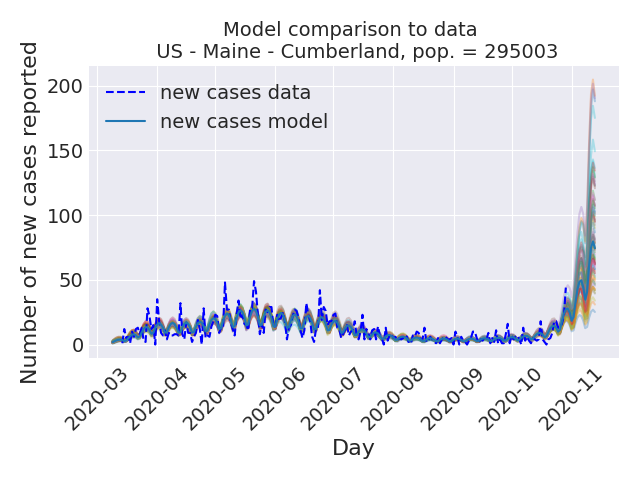 Model comparison to data
US - Maine - Cumberland, pop. = 295003
Number of new cases reported
200
150
100
50
0
new cases data
new cases model
2020-03
2020-04
2020-05
2020-06
2020-07
2020-08
2020-09
2020-10
2020-11
Day